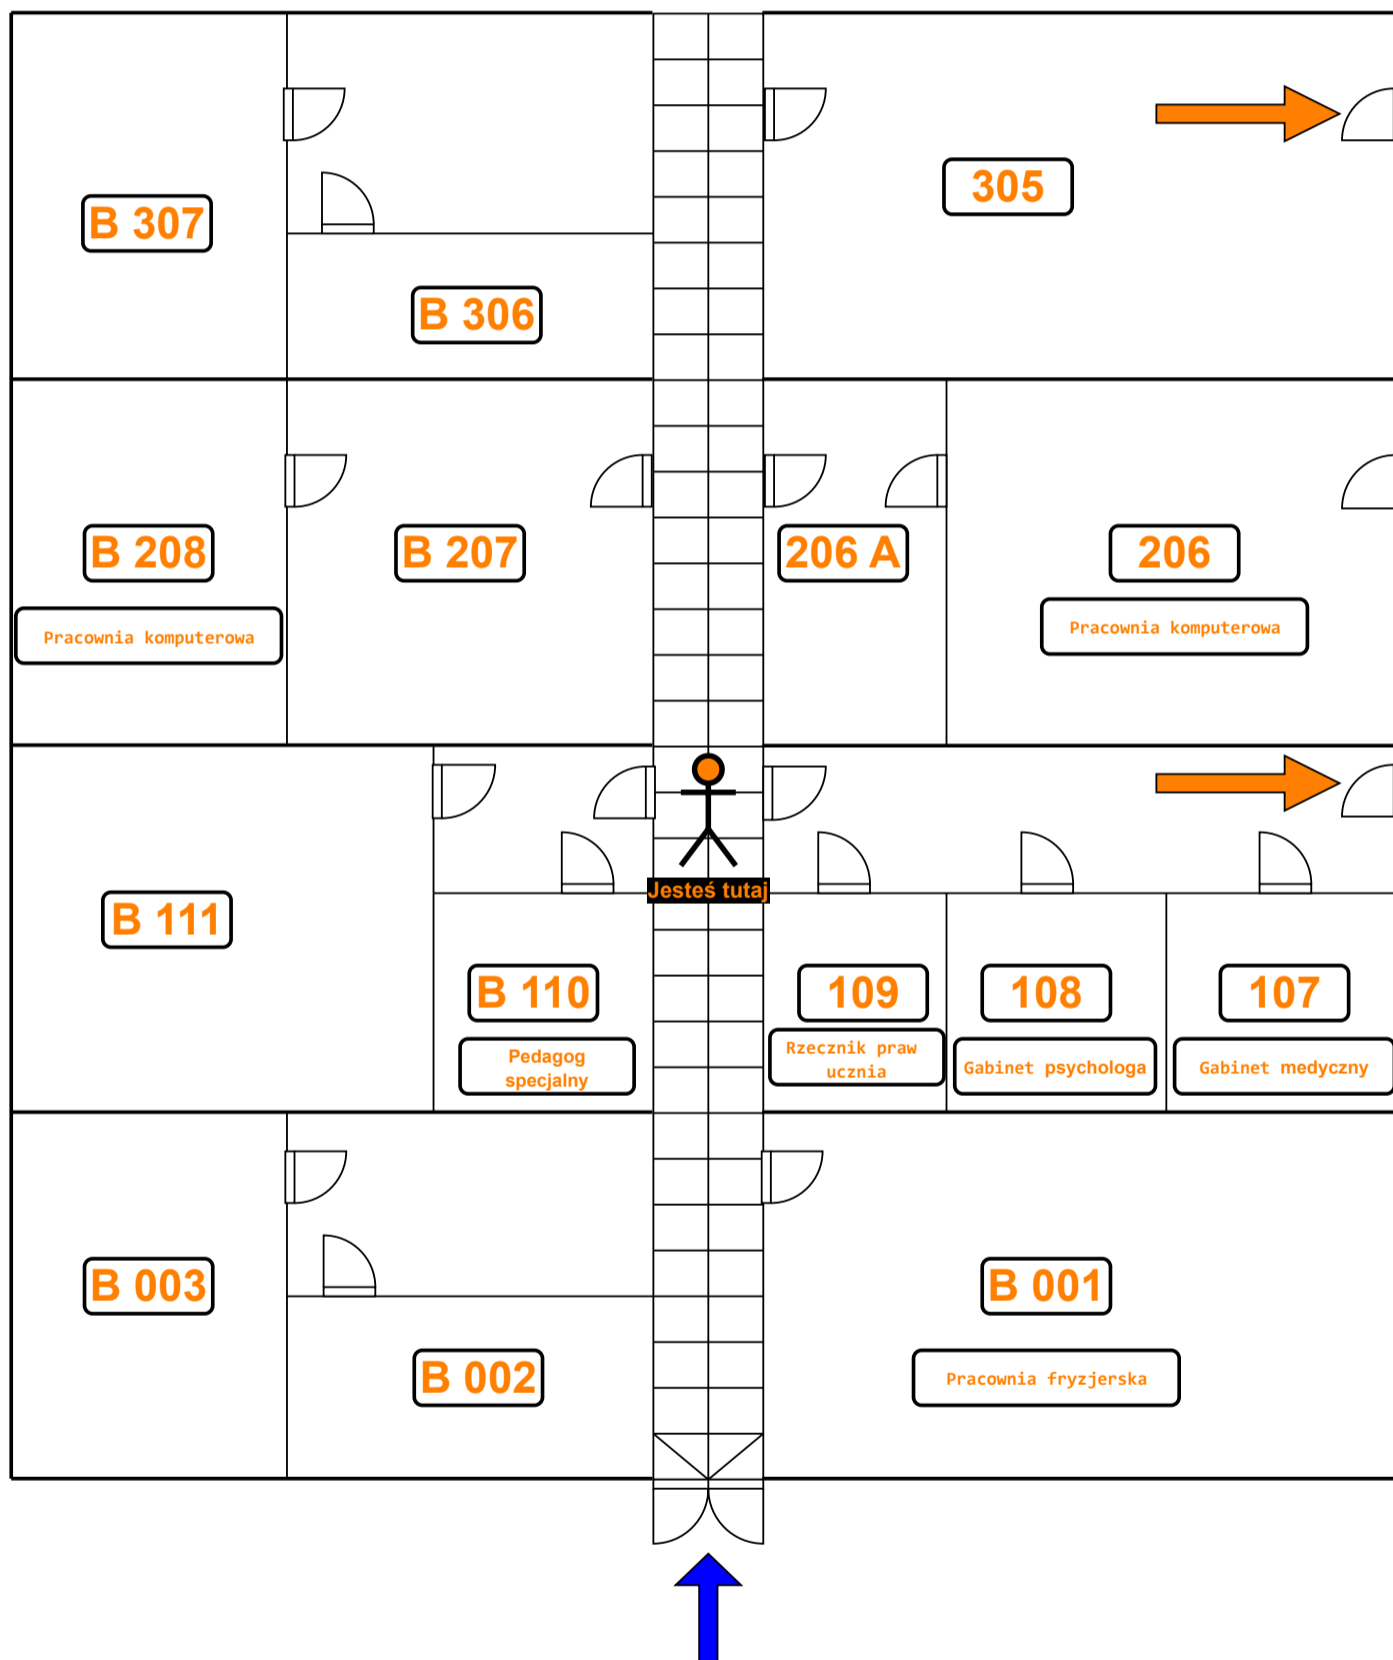 305
B 307
B 306
B 208
B 207
206 A
206
Pracownia komputerowa
Pracownia komputerowa
Jesteś tutaj
B 111
B 110
109
108
107
Pedagog
specjalny
Rzecznik praw
ucznia
Gabinet psychologa
Gabinet medyczny
B 003
B 001
B 002
Pracownia fryzjerska